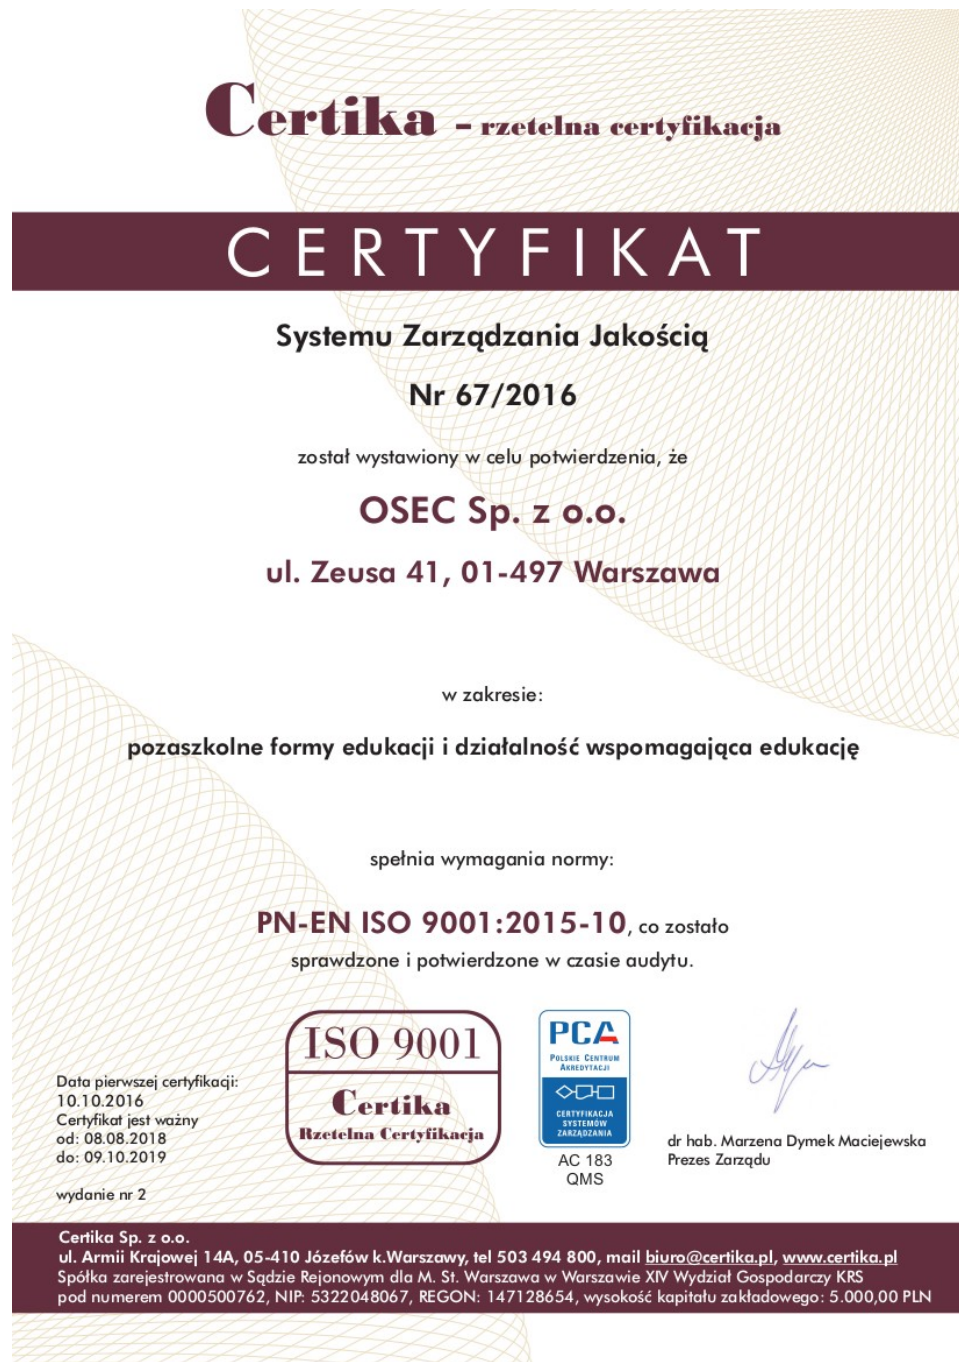 Certika – rzetelna certyfikacja
CERTYFIKAT
Systemu Zarządzania Jakością
Nr 67/2016
został wystawiony w celu potwierdzenia, że
OSEC Sp. z o.o.
ul. Zeusa 41, 01-497 Warszawa
w zakresie:
pozaszkolne formy edukacji i działalność wspomagająca edukację
spełnia wymagania normy:
PN-EN ISO 9001:2015-10, co zostało
sprawdzone i potwierdzone w czasie audytu.
Data pierwszej certyfikacji:
10.10.2016
Certyfikat jest ważny
od: 08.08.2018
do: 09.10.2019
wydanie nr 2
ISO 9001
Certika
Rzetelna Certyfikacja
PCA
POLSKIE CENTRUM
AKREDYTACJI
CERTYFIKACJA
SYSTEMÓW
ZARZĄDZANIA
AC 183
QMS
dr hab. Marzena Dymek Maciejewska
Prezes Zarządu
Certika Sp. z o.o.
ul. Armii Krajowej 14A, 05-410 Józefów k.Warszawy, tel 503 494 800, mail biuro@certika.pl, www.certika.pl
Spółka zarejestrowana w Sądzie Rejonowym dla M. St. Warszawa w Warszawie XIV Wydział Gospodarczy KRS
pod numerem 0000500762, NIP: 5322048067, REGON: 147128654, wysokość kapitału zakładowego: 5.000,00 PLN